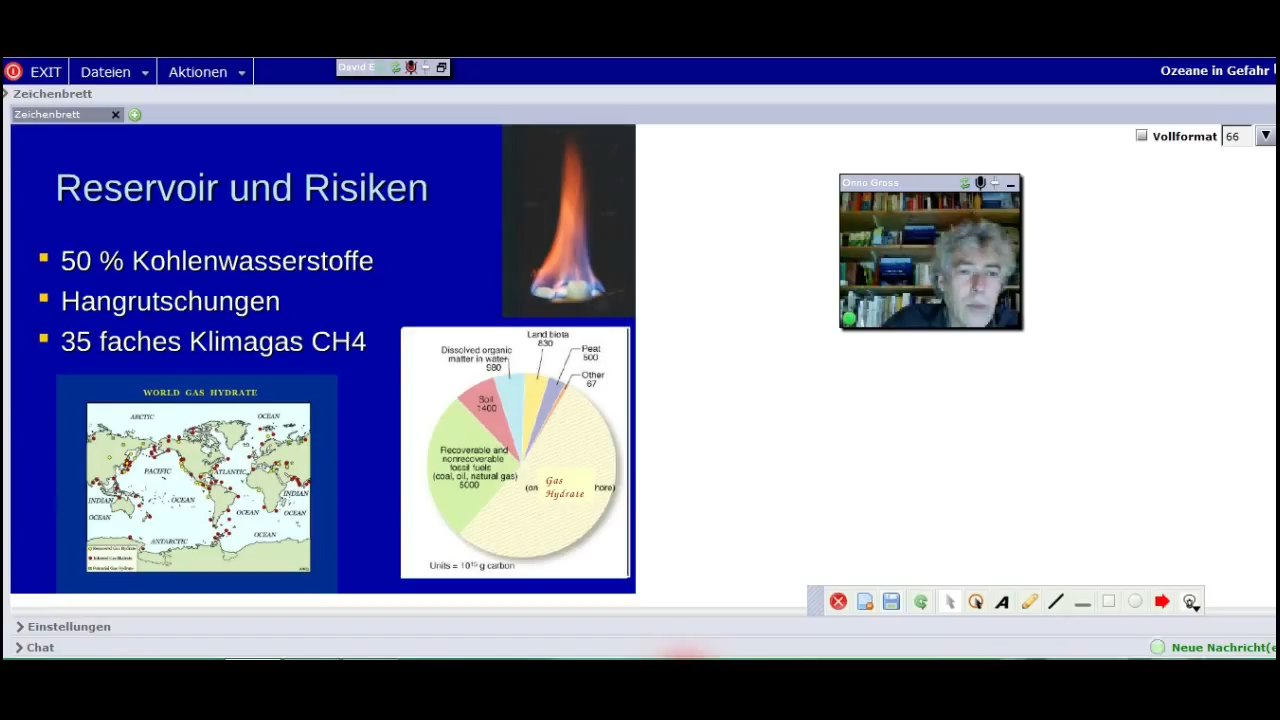 EXIT
Dateien
Aktionen
David E
Ozeane in Gefahr
Zeichenbrett
Zeichenbrett
Vollformat 66
Onno Gross
Reservoir und Risiken
50 % Kohlenwasserstoffe
Hangrutschungen
35 faches Klimagas CH4
WORLD GAS HYDRATE
ARCTIC
OCEAN
PACIFIC
ATLANTIC
INDIAN
OCEAN
INDIAN
OCEAN
OCEAN
OCEAN
OCEAN
ANTARCTIC
Land biota
830
Dissolved organic
matter in water
980
Peat
500
Other
67
Soil
1400
Recoverable and
nonrecoverable
fossil fuels
(coal, oil, natural gas)
5000
Gas
Hydrate
(on
hore)
Units = 10¹⁵ g carbon
Einstellungen
Chat
Neue Nachricht(e